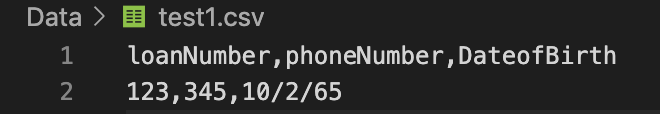 Data > test1.csv
1 loanNumber,phoneNumber,DateofBirth
2 123,345,10/2/65